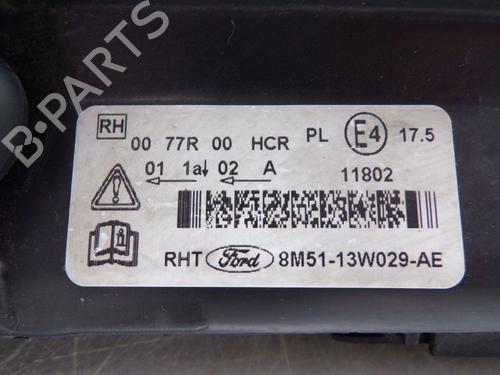 RH
00 77R 00 HCR PL E4 17.5
01 1a↓ 02 A
11802
RHT Ford 8M51-13W029-AE
B-PARTS